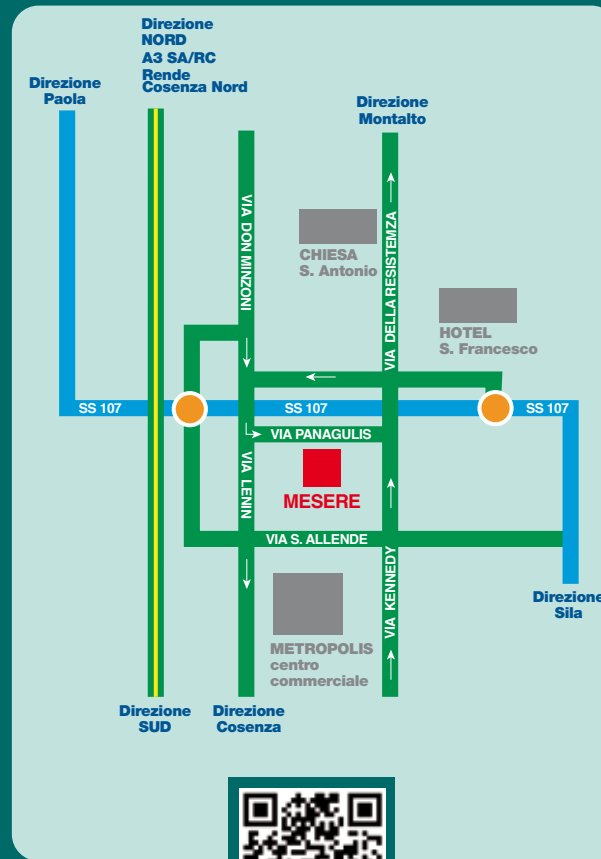 Direzione
NORD
A3 SA/RC
Rende
Cosenza Nord
Direzione
Paola
Direzione
Montalto
VIA DON MINZONI
CHIESA
S. Antonio
VIA DELLA RESISTEMZA
HOTEL
S. Francesco
SS 107
SS 107
SS 107
VIA PANAGULIS
VIA LENIN
MESERE
VIA S. ALLENDE
VIA KENNEDY
Direzione
Sila
METROPOLIS
centro
commerciale
Direzione
SUD
Direzione
Cosenza